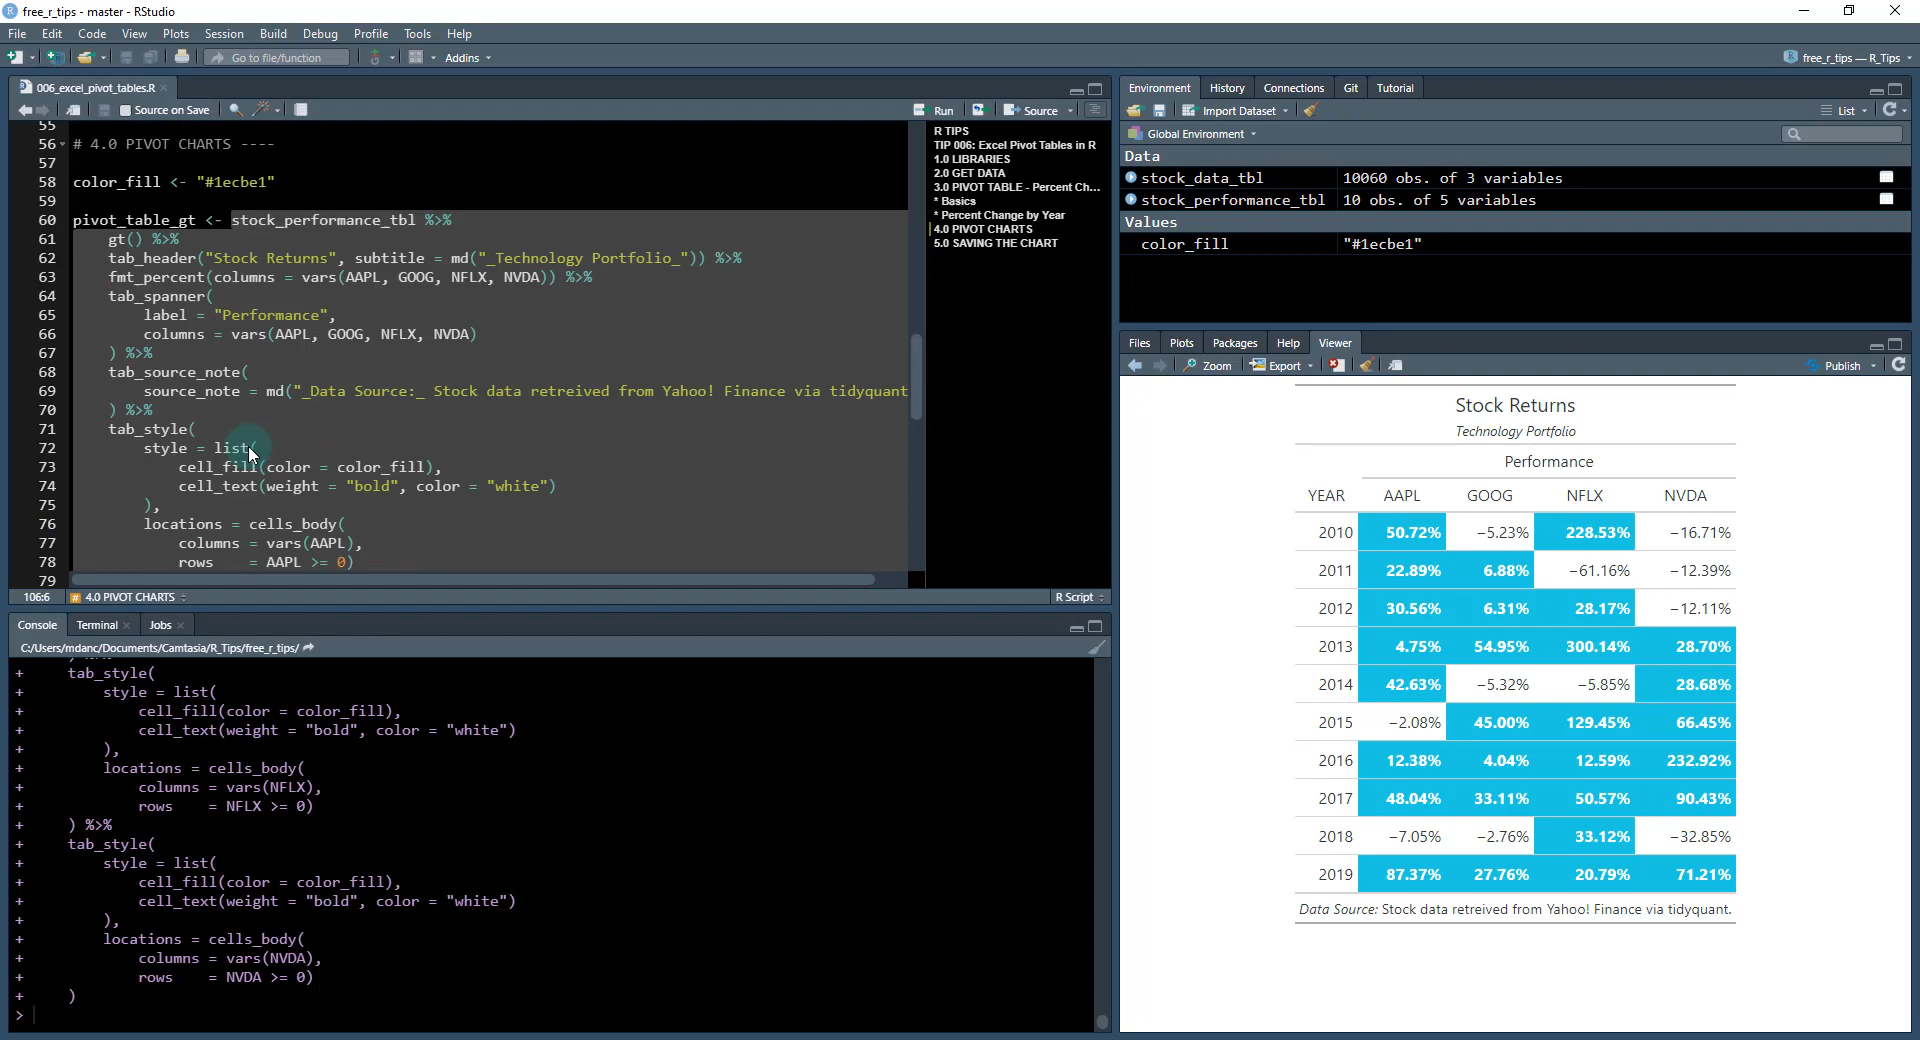 free_r_tips - master - RStudio
File Edit Code View Plots Session Build Debug Profile Tools Help
Go to file/function Addins free_r_tips — R_Tips
006_excel_pivot_tables.R
Source on Save Run Source
55
56 # 4.0 PIVOT CHARTS ----
57
58 color_fill <- "#1ecbe1"
59
60 pivot_table_gt <- stock_performance_tbl %>%
61 gt() %>%
62 tab_header("Stock Returns", subtitle = md("_Technology Portfolio_")) %>%
63 fmt_percent(columns = vars(AAPL, GOOG, NFLX, NVDA)) %>%
64 tab_spanner(
65 label = "Performance",
66 columns = vars(AAPL, GOOG, NFLX, NVDA)
67 ) %>%
68 tab_source_note(
69 source_note = md("_Data Source:_ Stock data retreived from Yahoo! Finance via tidyquant
70 ) %>%
71 tab_style(
72 style = list(
73 cell_fill(color = color_fill),
74 cell_text(weight = "bold", color = "white")
75 ),
76 locations = cells_body(
77 columns = vars(AAPL),
78 rows = AAPL >= 0)
79
106:6 4.0 PIVOT CHARTS R Script
R TIPS
TIP 006: Excel Pivot Tables in R
1.0 LIBRARIES
2.0 GET DATA
3.0 PIVOT TABLE - Percent Ch...
* Basics
* Percent Change by Year
4.0 PIVOT CHARTS
5.0 SAVING THE CHART
Console Terminal Jobs
C:/Users/mdanc/Documents/Camtasia/R_Tips/free_r_tips/
+ tab_style(
+ style = list(
+ cell_fill(color = color_fill),
+ cell_text(weight = "bold", color = "white")
+ ),
+ locations = cells_body(
+ columns = vars(NFLX),
+ rows = NFLX >= 0)
+ ) %>%
+ tab_style(
+ style = list(
+ cell_fill(color = color_fill),
+ cell_text(weight = "bold", color = "white")
+ ),
+ locations = cells_body(
+ columns = vars(NVDA),
+ rows = NVDA >= 0)
+ )
>
Environment History Connections Git Tutorial
Import Dataset List
Global Environment
Data
stock_data_tbl 10060 obs. of 3 variables
stock_performance_tbl 10 obs. of 5 variables
Values
color_fill "#1ecbe1"
Files Plots Packages Help Viewer
Zoom Export Publish
Stock Returns
Technology Portfolio
Performance
YEAR AAPL GOOG NFLX NVDA
2010 50.72% −5.23% 228.53% −16.71%
2011 22.89% 6.88% −61.16% −12.39%
2012 30.56% 6.31% 28.17% −12.11%
2013 4.75% 54.95% 300.14% 28.70%
2014 42.63% −5.32% −5.85% 28.68%
2015 −2.08% 45.00% 129.45% 66.45%
2016 12.38% 4.04% 12.59% 232.92%
2017 48.04% 33.11% 50.57% 90.43%
2018 −7.05% −2.76% 33.12% −32.85%
2019 87.37% 27.76% 20.79% 71.21%
Data Source: Stock data retreived from Yahoo! Finance via tidyquant.